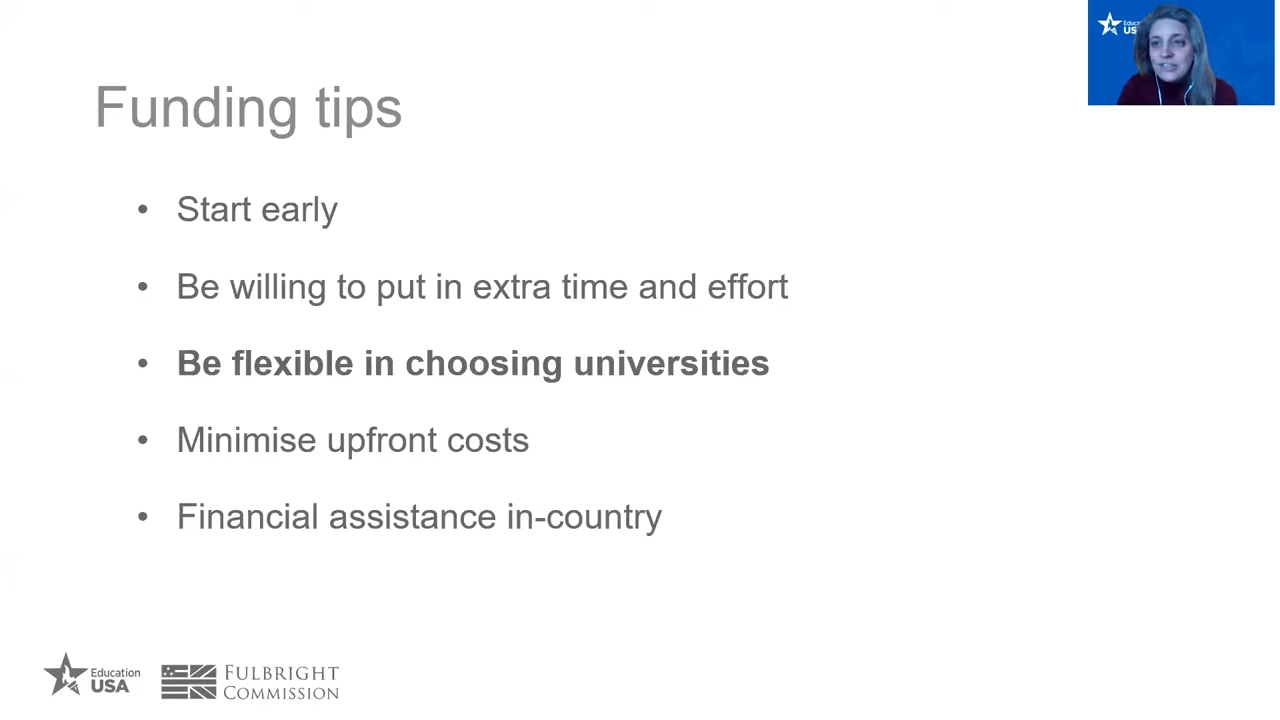 Funding tips
• Start early
• Be willing to put in extra time and effort
• Be flexible in choosing universities
• Minimise upfront costs
• Financial assistance in-country
Education
USA
FULBRIGHT
COMMISSION